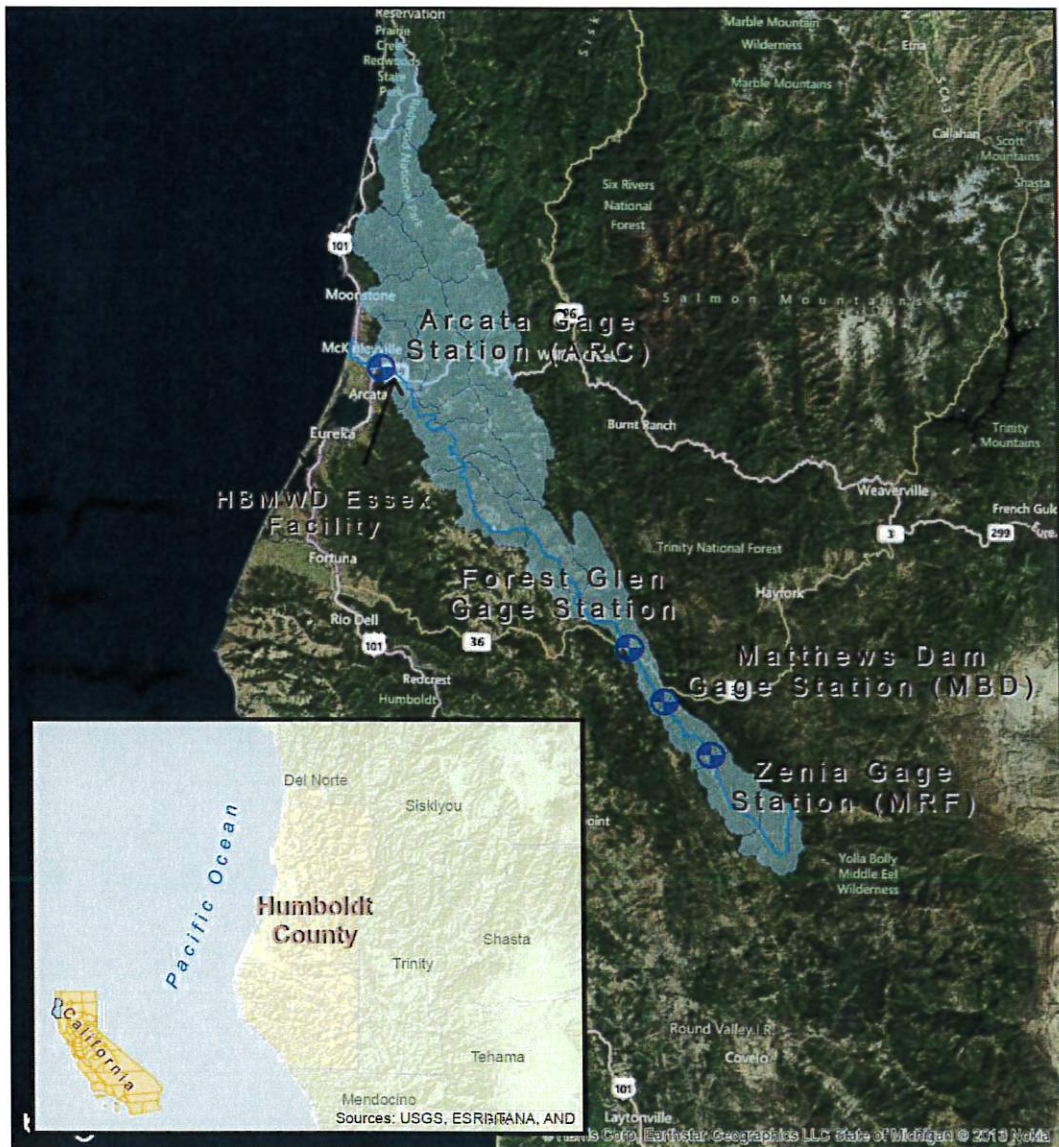 Reservation
Prairie
Creek
Redwoods
State
Park
Marble Mountain
Wilderness
Marble Mountains
Etna
Callahan
Scott
Mountains
Shasta
Six Rivers
National
Forest
101
Moonstone
Salmon Mountains
Arcata Gage
Station (ARC)
McKinleyville
Arcata
Burnt Ranch
Eureka
Trinity
Mountains
Weaverville
HBMWD Essex
Facility
3
299
French Gul
Fortuna
Trinity National Forest
Forest Glen
Gage Station
Hayfork
Rio Dell
36
101
Redcrest
Humboldt
Matthews Dam
Gage Station (MBD)
Zenia Gage
Station (MRF)
oint
Yolla Bolly
Middle Eel
Wilderness
Del Norte
Siskiyou
Pacific Ocean
Humboldt
County
Shasta
Trinity
California
Tehama
Mendocino
Sources: USGS, ESRI, TANA, AND
Round Valley I.R.
Covelo
101
Laytonville
Corp, Earthstar Geographics LLC State of Michigan © 2013 Nokia